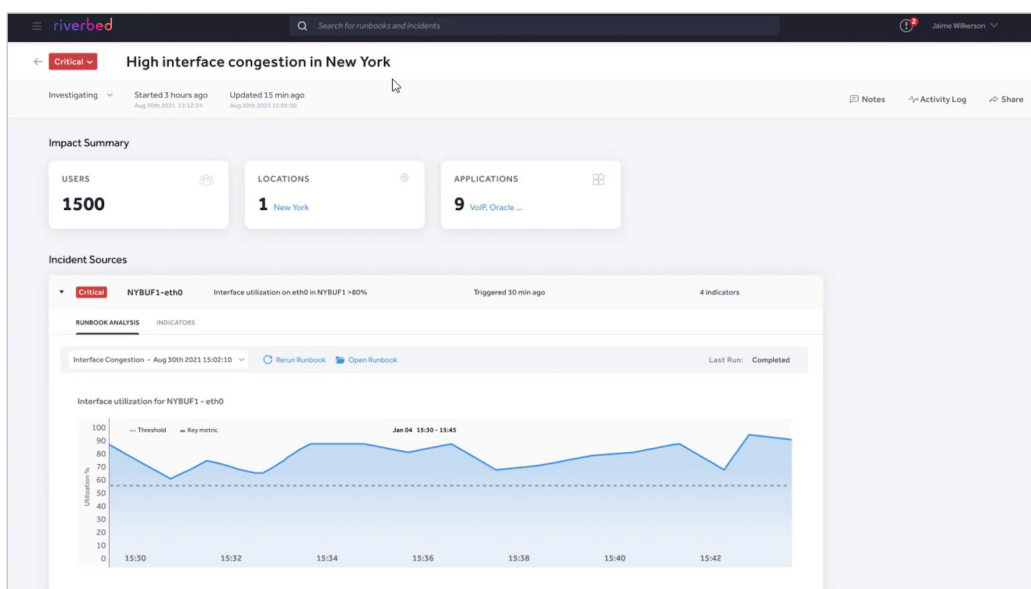 riverbed
Search for runbooks and incidents
2
Jaime Wilkerson
Critical
High interface congestion in New York
Investigating
Started 3 hours ago
Updated 15 min ago
Aug 30th 2021 13:12:24
Aug 30th 2021 15:05:00
Notes
Activity Log
Share
Impact Summary
USERS
1500
LOCATIONS
1 New York
APPLICATIONS
9 VoIP, Oracle ...
Incident Sources
Critical NYBUF1-eth0 Interface utilization on eth0 in NYBUF1 >80% Triggered 30 min ago 4 indicators
RUNBOOK ANALYSIS INDICATORS
Interface Congestion - Aug 30th 2021 15:02:10 Rerun Runbook Open Runbook Last Run: Completed
Interface utilization for NYBUF1 - eth0
--- Threshold Key metric Jan 04 15:30 - 15:45
Utilization %
100
90
80
70
60
50
40
30
20
10
0
15:30 15:32 15:34 15:36 15:38 15:40 15:42